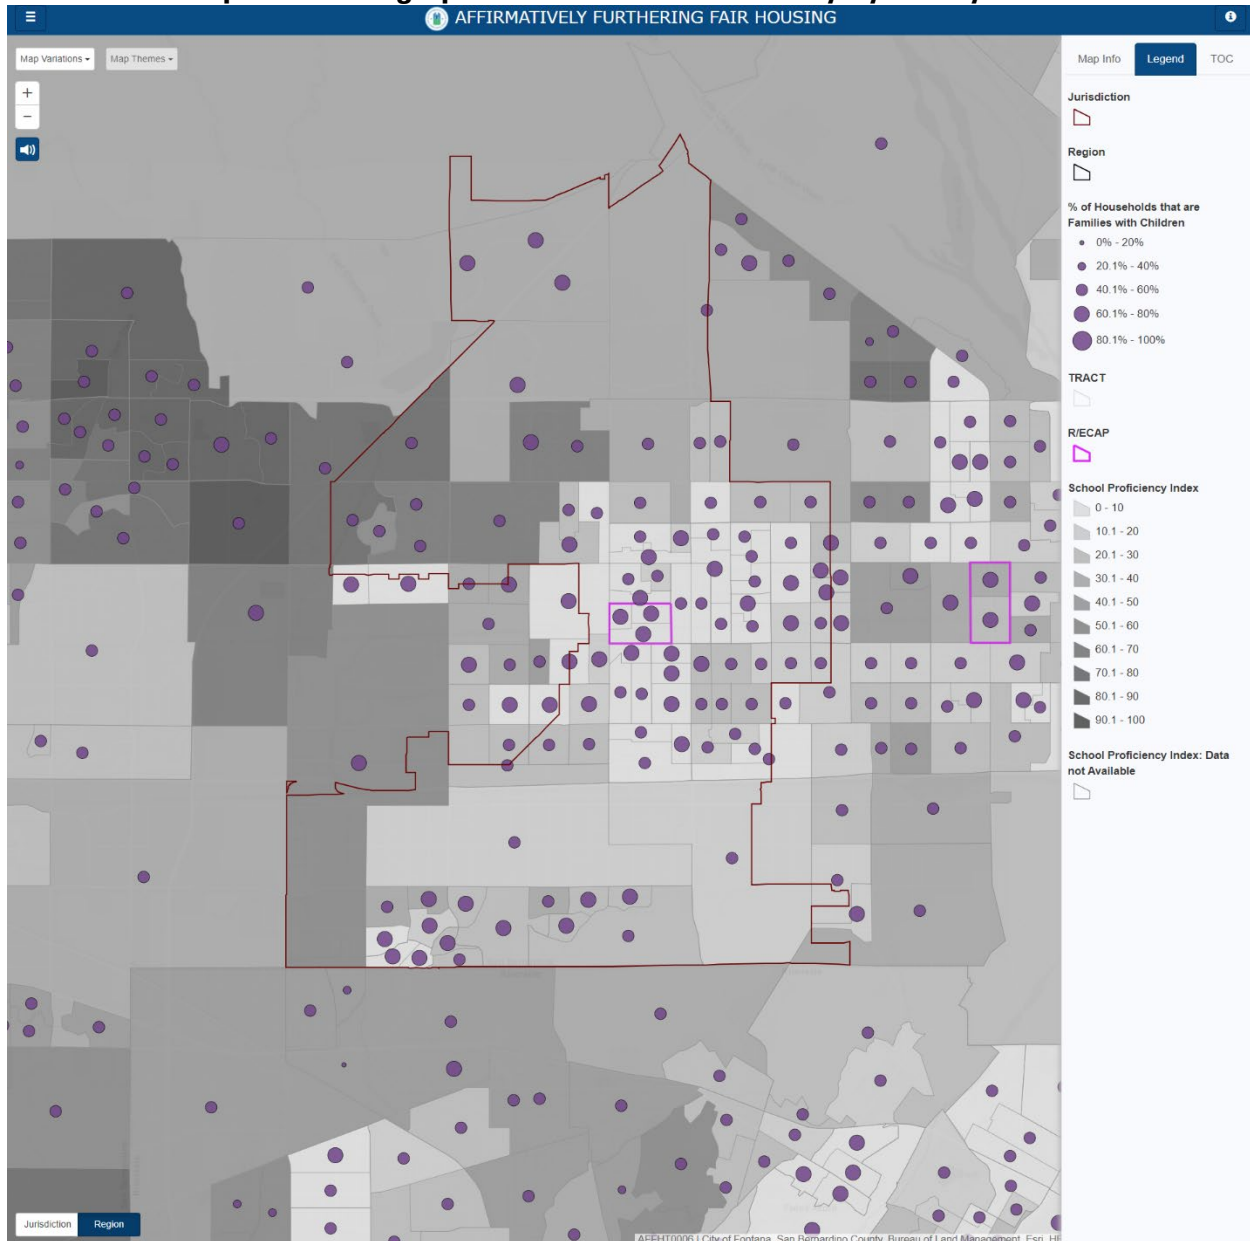 AFFIRMATIVELY FURTHERING FAIR HOUSING
Map Variations
Map Themes
+
−
Map Info
Legend
TOC
Jurisdiction
Region
% of Households that are
Families with Children
0% - 20%
20.1% - 40%
40.1% - 60%
60.1% - 80%
80.1% - 100%
TRACT
R/ECAP
School Proficiency Index
0 - 10
10.1 - 20
20.1 - 30
30.1 - 40
40.1 - 50
50.1 - 60
60.1 - 70
70.1 - 80
80.1 - 90
90.1 - 100
School Proficiency Index: Data
not Available
Jurisdiction
Region
AFFHT0006 | City of Fontana, San Bernardino County, Bureau of Land Management, Esri, HE